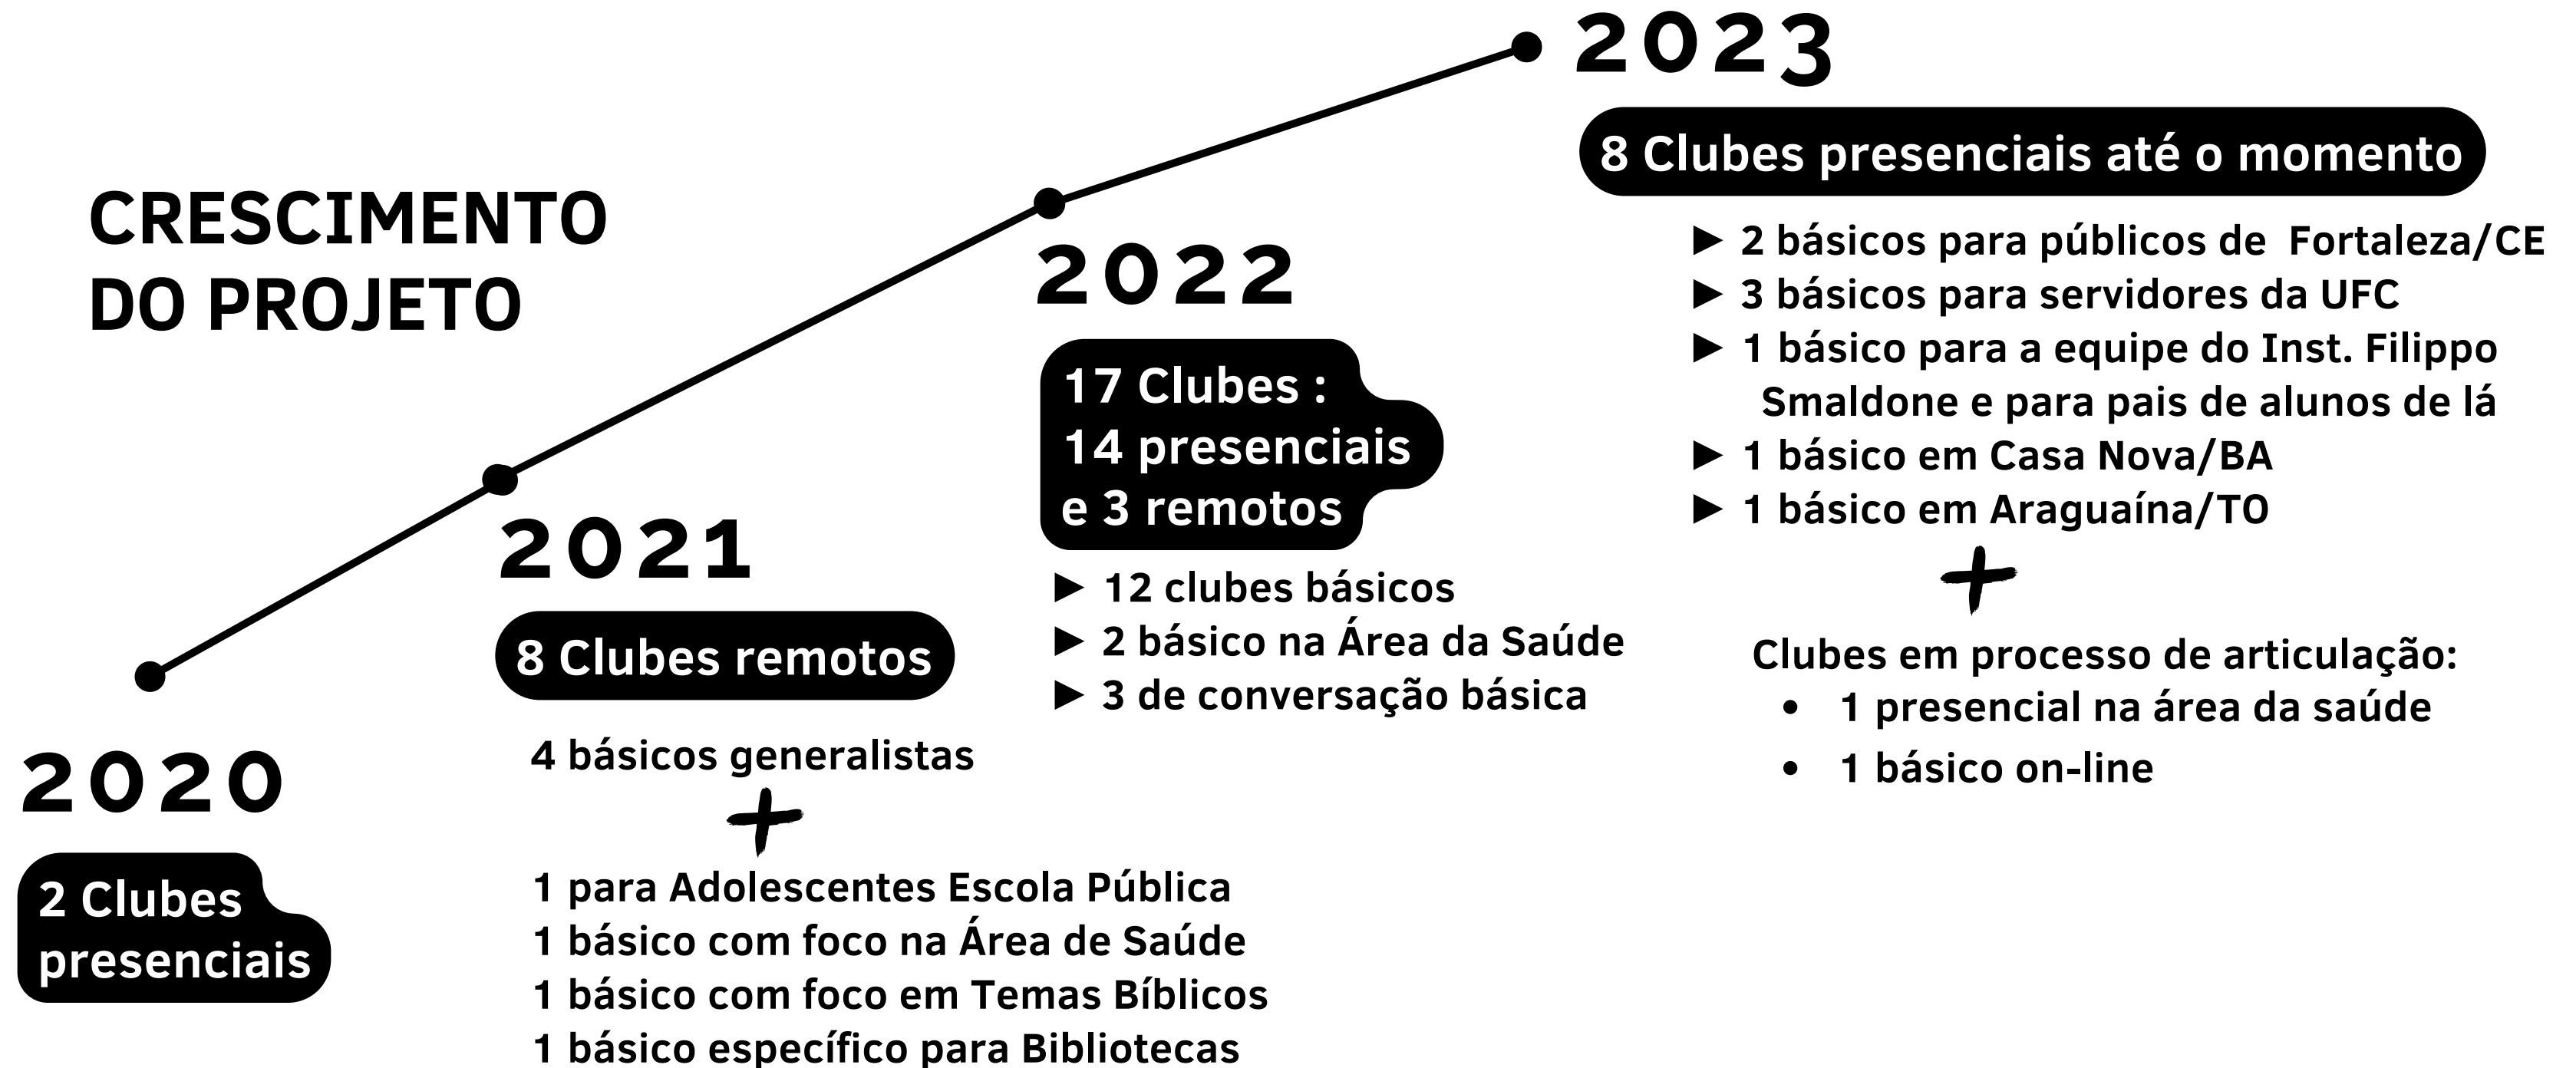 CRESCIMENTO
DO PROJETO
2020
2 Clubes
presenciais
2021
8 Clubes remotos
4 básicos generalistas
+
1 para Adolescentes Escola Pública
1 básico com foco na Área de Saúde
1 básico com foco em Temas Bíblicos
1 básico específico para Bibliotecas
2022
17 Clubes :
14 presenciais
e 3 remotos
► 12 clubes básicos
► 2 básico na Área da Saúde
► 3 de conversação básica
2023
8 Clubes presenciais até o momento
► 2 básicos para públicos de Fortaleza/CE
► 3 básicos para servidores da UFC
► 1 básico para a equipe do Inst. Filippo
Smaldone e para pais de alunos de lá
► 1 básico em Casa Nova/BA
► 1 básico em Araguaína/TO
+
Clubes em processo de articulação:
• 1 presencial na área da saúde
• 1 básico on-line